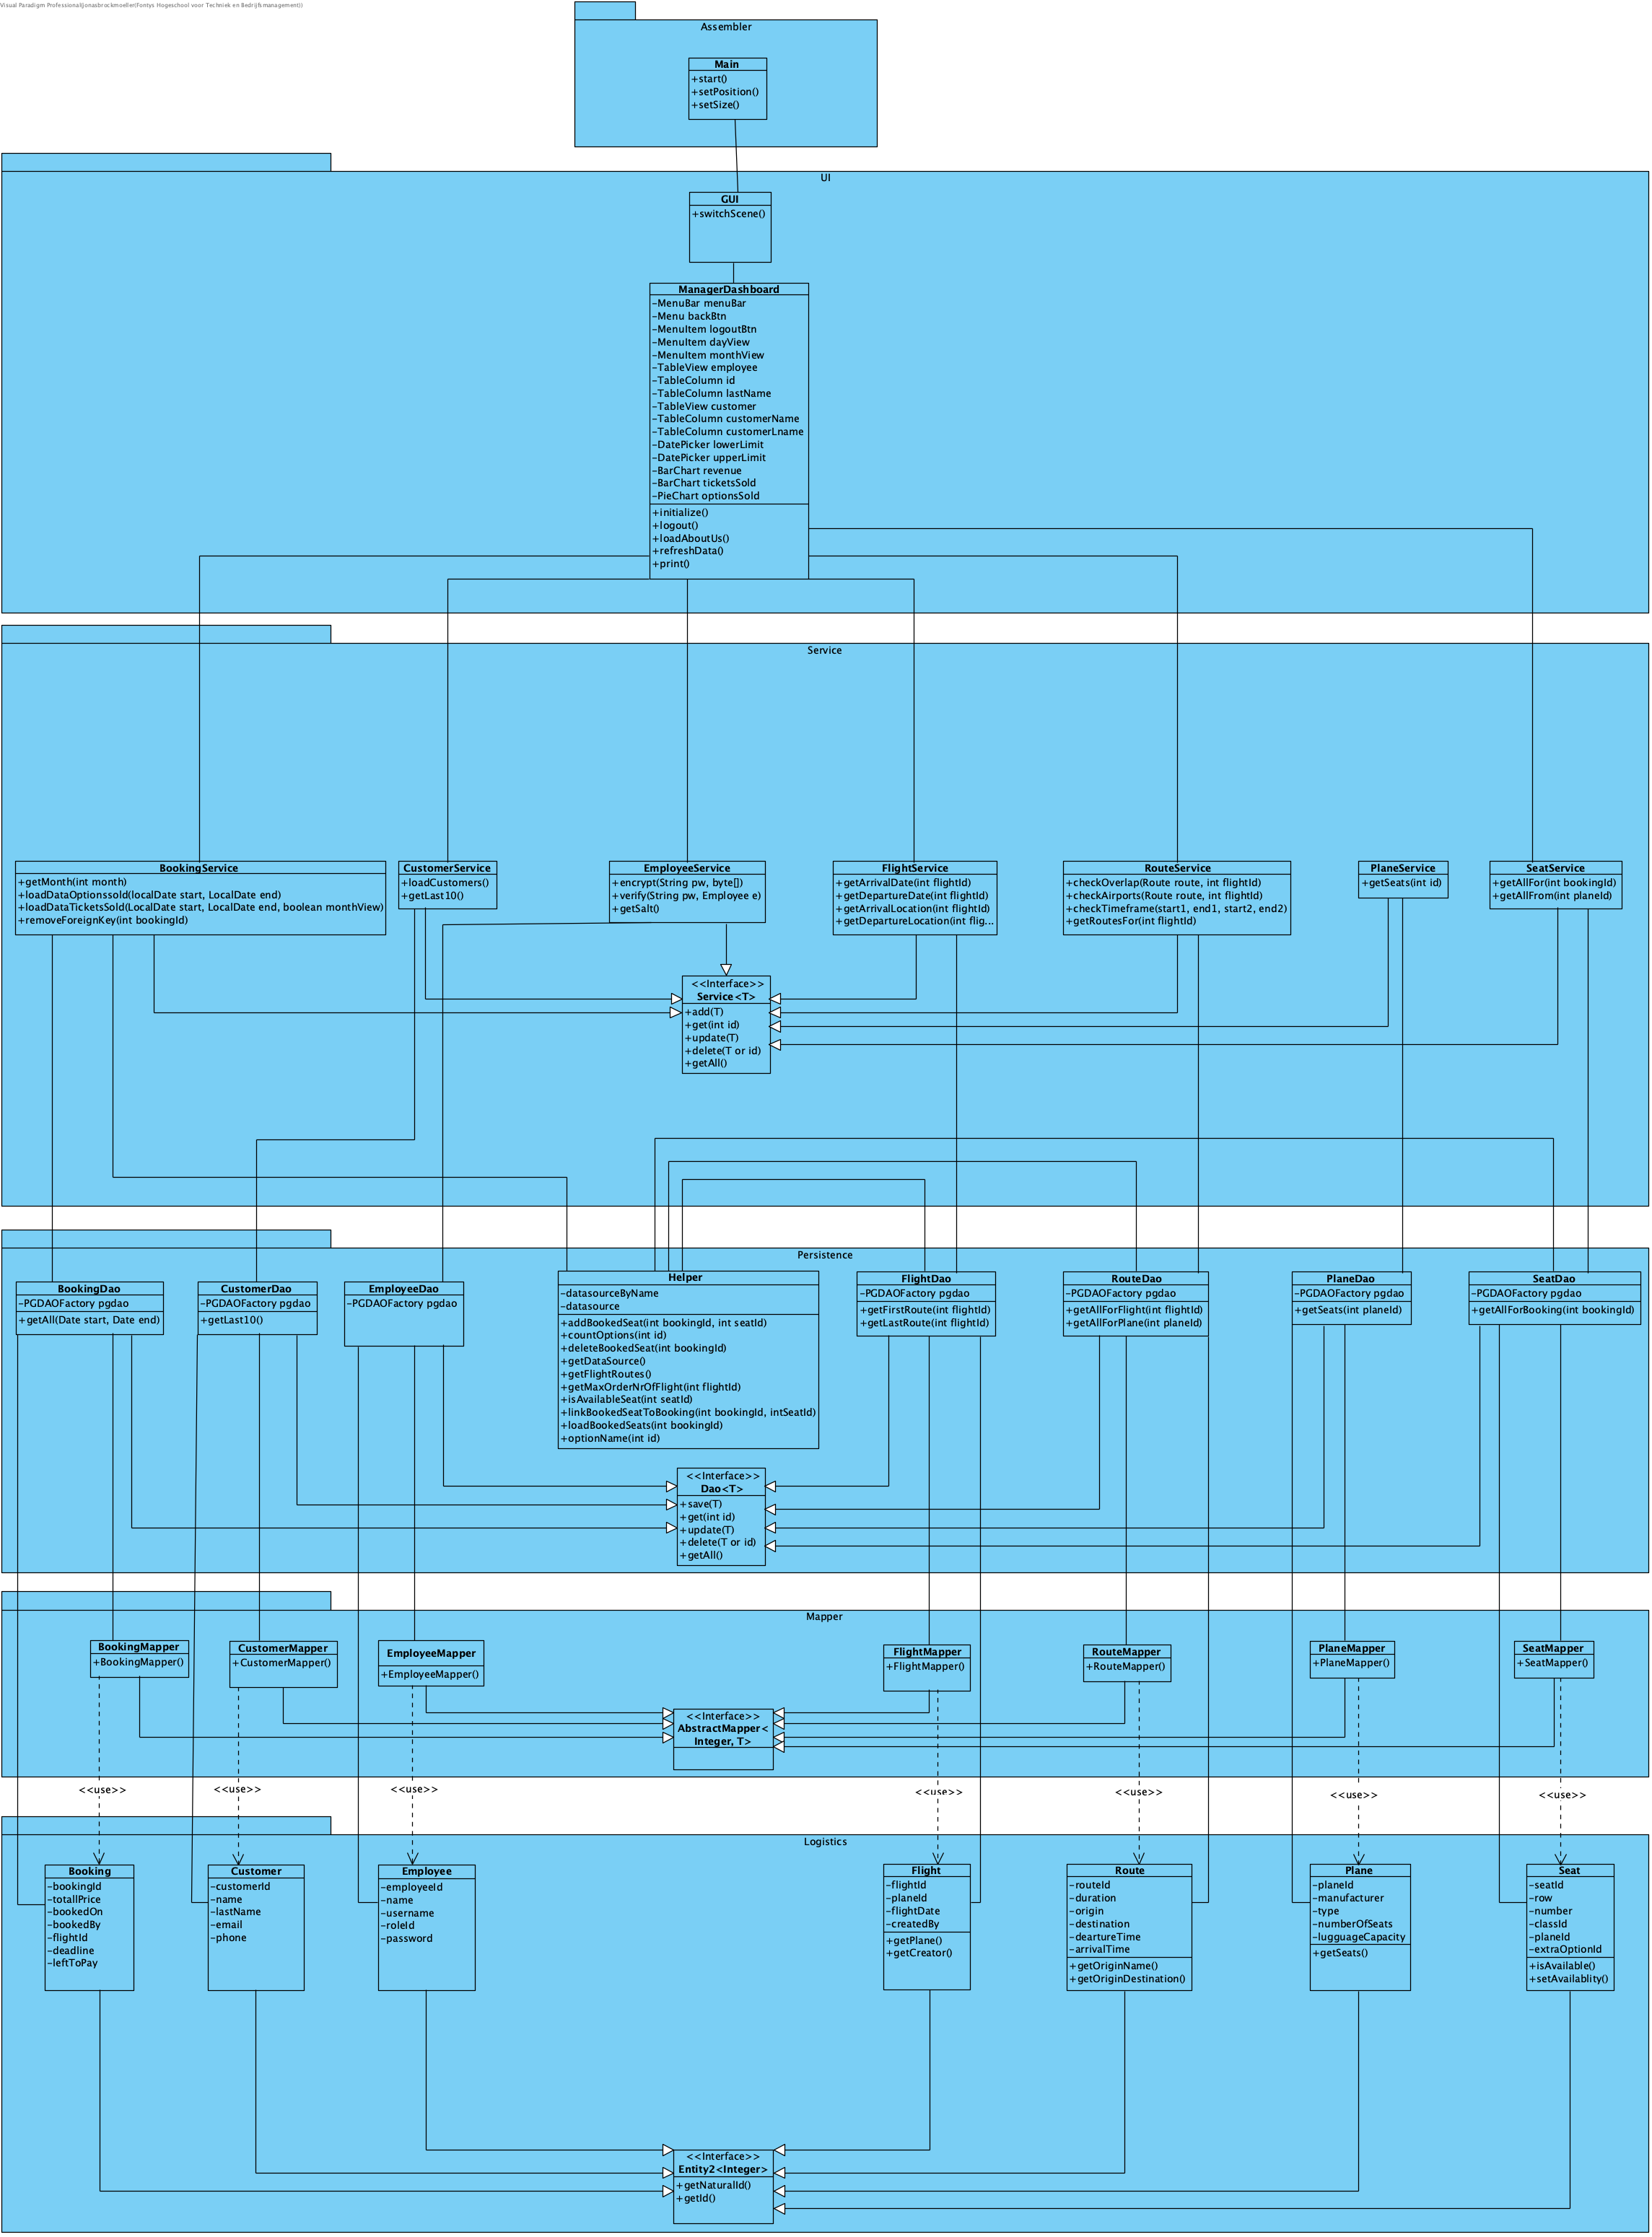 Visual Paradigm Professional(Jonasbrockmoeller(Fontys Hogeschool voor Techniek en Bedrijfsmanagement))
Assembler
Main
+start()
+setPosition()
+setSize()
UI
GUI
+switchScene()
ManagerDashboard
-MenuBar menuBar
-Menu backBtn
-MenuItem logoutBtn
-MenuItem dayView
-MenuItem monthView
-TableView employee
-TableColumn id
-TableColumn lastName
-TableView customer
-TableColumn customerName
-TableColumn customerLname
-DatePicker lowerLimit
-DatePicker upperLimit
-BarChart revenue
-BarChart ticketsSold
-PieChart optionsSold
+initialize()
+logout()
+loadAboutUs()
+refreshData()
+print()
Service
BookingService
+getMonth(int month)
+loadDataOptionssold(localDate start, LocalDate end)
+loadDataTicketsSold(LocalDate start, LocalDate end, boolean monthView)
+removeForeignKey(int bookingId)
CustomerService
+loadCustomers()
+getLast10()
EmployeeService
+encrypt(String pw, byte[])
+verify(String pw, Employee e)
+getSalt()
FlightService
+getArrivalDate(int flightId)
+getDepartureDate(int flightId)
+getArrivalLocation(int flightId)
+getDepartureLocation(int flig...
RouteService
+checkOverlap(Route route, int flightId)
+checkAirports(Route route, int flightId)
+checkTimeframe(start1, end1, start2, end2)
+getRoutesFor(int flightId)
PlaneService
+getSeats(int id)
SeatService
+getAllFor(int bookingId)
+getAllFrom(int planeId)
<<Interface>>
Service<T>
+add(T)
+get(int id)
+update(T)
+delete(T or id)
+getAll()
Persistence
BookingDao
-PGDAOFactory pgdao
+getAll(Date start, Date end)
CustomerDao
-PGDAOFactory pgdao
+getLast10()
EmployeeDao
-PGDAOFactory pgdao
Helper
-datasourceByName
-datasource
+addBookedSeat(int bookingId, int seatId)
+countOptions(int id)
+deleteBookedSeat(int bookingId)
+getDataSource()
+getFlightRoutes()
+getMaxOrderNrOfFlight(int flightId)
+isAvailableSeat(int seatId)
+linkBookedSeatToBooking(int bookingId, intSeatId)
+loadBookedSeats(int bookingId)
+optionName(int id)
FlightDao
-PGDAOFactory pgdao
+getFirstRoute(int flightId)
+getLastRoute(int flightId)
RouteDao
-PGDAOFactory pgdao
+getAllForFlight(int flightId)
+getAllForPlane(int planeId)
PlaneDao
-PGDAOFactory pgdao
+getSeats(int planeId)
SeatDao
-PGDAOFactory pgdao
+getAllForBooking(int bookingId)
<<Interface>>
Dao<T>
+save(T)
+get(int id)
+update(T)
+delete(T or id)
+getAll()
Mapper
BookingMapper
+BookingMapper()
CustomerMapper
+CustomerMapper()
EmployeeMapper
+EmployeeMapper()
FlightMapper
+FlightMapper()
RouteMapper
+RouteMapper()
PlaneMapper
+PlaneMapper()
SeatMapper
+SeatMapper()
<<Interface>>
AbstractMapper<
Integer, T>
<<use>>
<<use>>
<<use>>
<<use>>
<<use>>
<<use>>
<<use>>
Logistics
Booking
-bookingId
-totallPrice
-bookedOn
-bookedBy
-flightId
-deadline
-leftToPay
Customer
-customerId
-name
-lastName
-email
-phone
Employee
-employeeId
-name
-username
-roleId
-password
Flight
-flightId
-planeId
-flightDate
-createdBy
+getPlane()
+getCreator()
Route
-routeId
-duration
-origin
-destination
-deartureTime
-arrivalTime
+getOriginName()
+getOriginDestination()
Plane
-planeId
-manufacturer
-type
-numberOfSeats
-lugguageCapacity
+getSeats()
Seat
-seatId
-row
-number
-classId
-planeId
-extraOptionId
+isAvailable()
+setAvailablity()
<<Interface>>
Entity2<Integer>
+getNaturalId()
+getId()